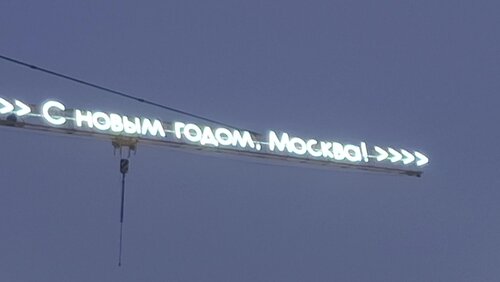 >> С новым годом, Москва! >>>>